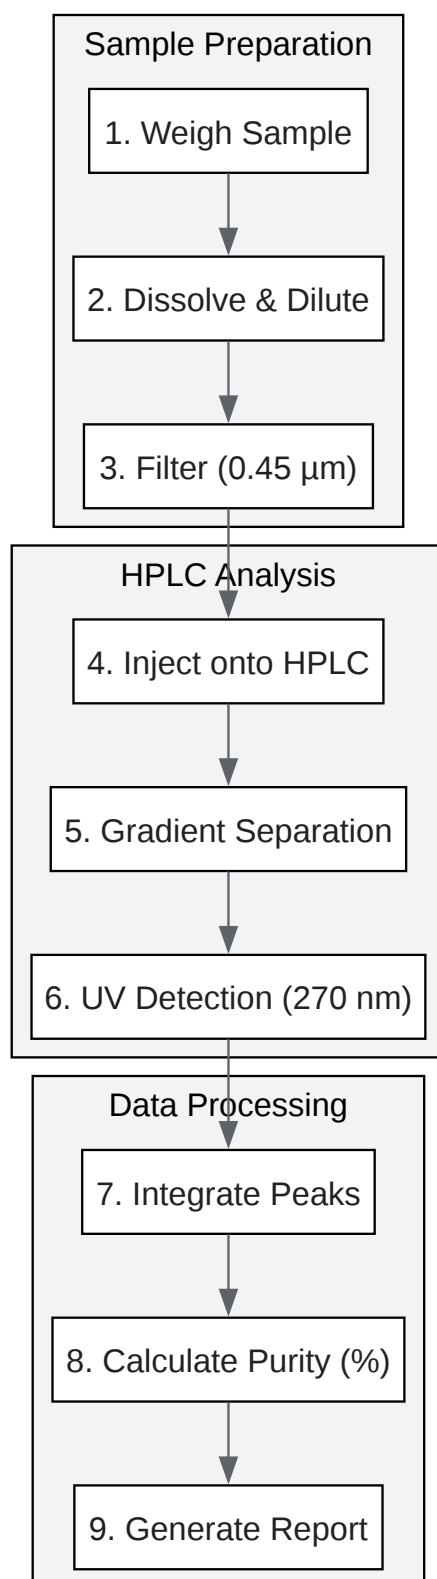 Sample Preparation
1. Weigh Sample
2. Dissolve & Dilute
3. Filter (0.45 µm)
HPLC Analysis
4. Inject onto HPLC
5. Gradient Separation
6. UV Detection (270 nm)
Data Processing
7. Integrate Peaks
8. Calculate Purity (%)
9. Generate Report